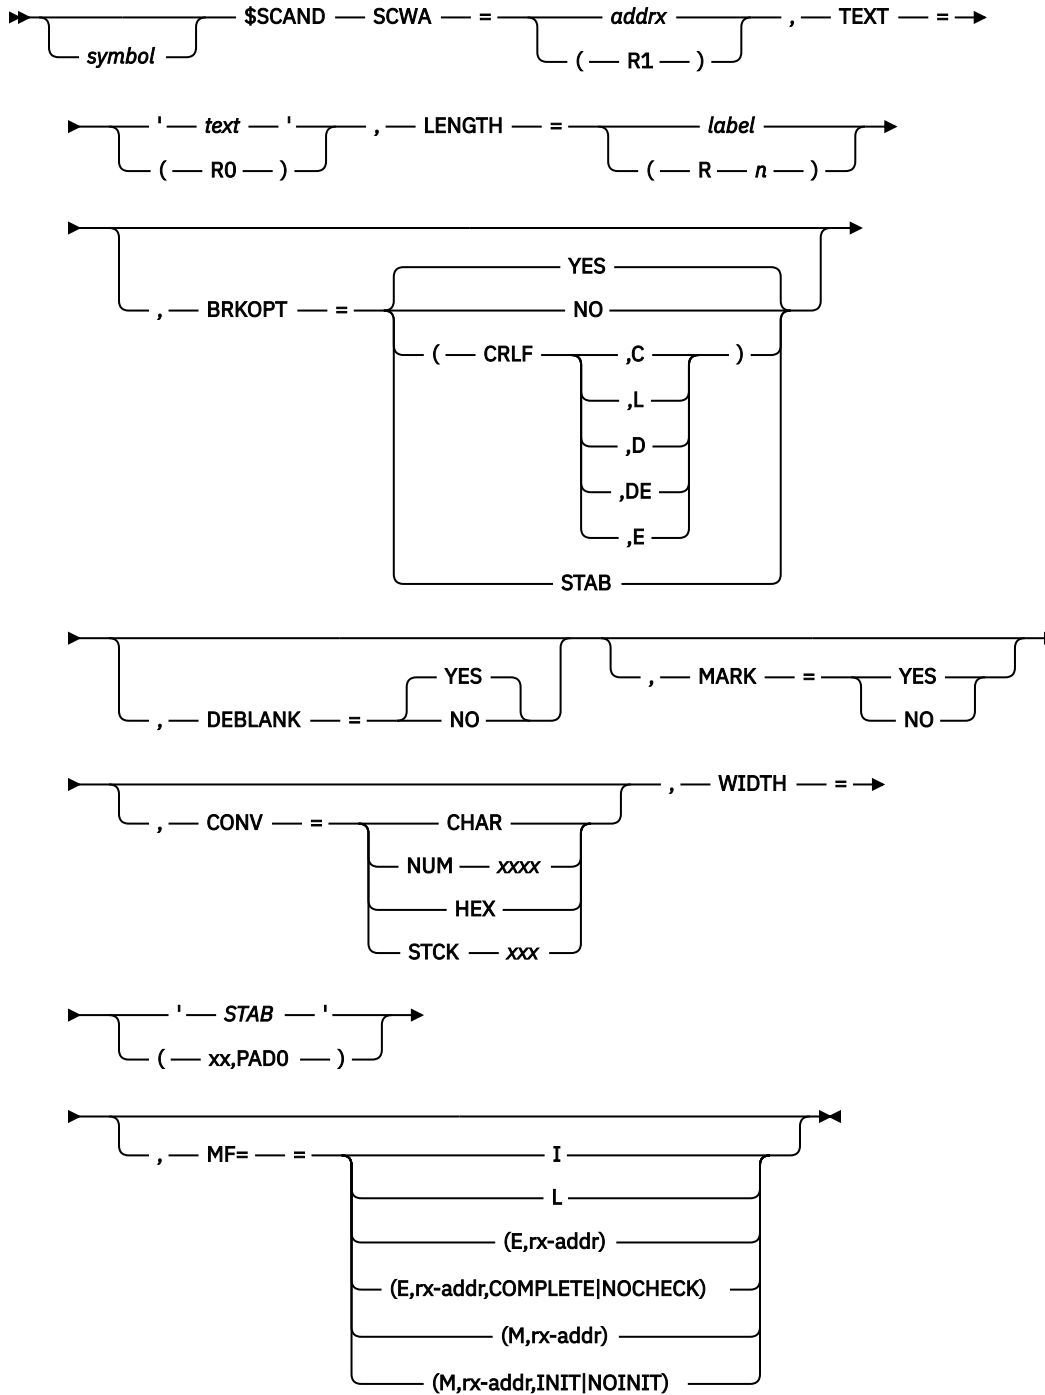 $SCAND SCWA = addrx , TEXT =
symbol ( R1 )
' text ' , LENGTH = label
( R0 ) ( R n )
YES
, BRKOPT = NO
( CRLF ,C )
,L
,D
,DE
,E
STAB
YES , MARK = YES
, DEBLANK = NO NO
, WIDTH =
, CONV = CHAR
NUM xxxx
HEX
STCK xxx
' STAB '
( xx,PAD0 )
, MF= = I
L
(E,rx-addr)
(E,rx-addr,COMPLETE|NOCHECK)
(M,rx-addr)
(M,rx-addr,INIT|NOINIT)